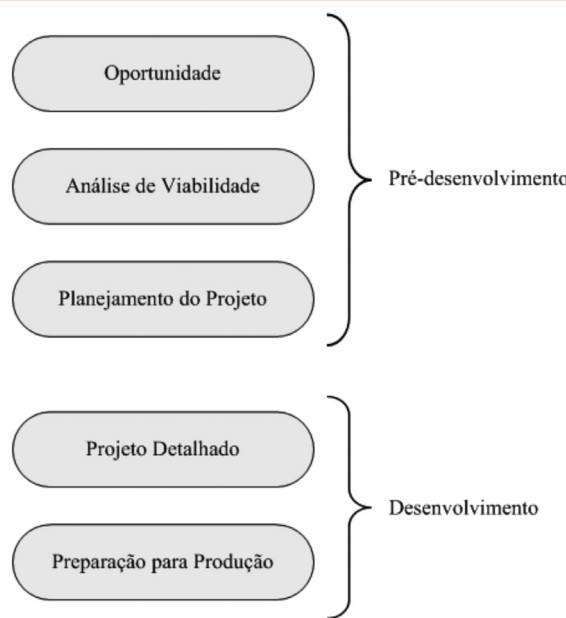 Oportunidade
Análise de Viabilidade
Pré-desenvolvimento
Planejamento do Projeto
Projeto Detalhado
Desenvolvimento
Preparação para Produção